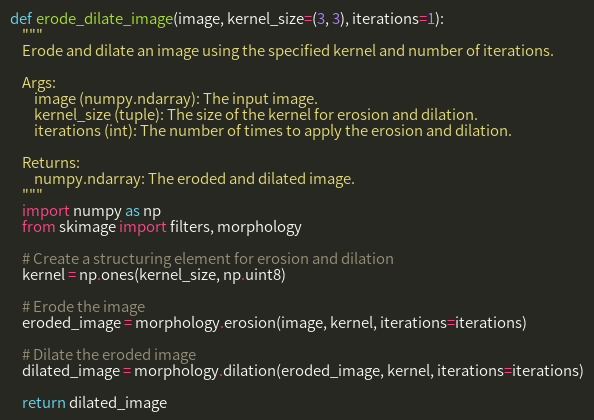 def erode_dilate_image(image, kernel_size=(3, 3), iterations=1):
"""
Erode and dilate an image using the specified kernel and number of iterations.
Args:
image (numpy.ndarray): The input image.
kernel_size (tuple): The size of the kernel for erosion and dilation.
iterations (int): The number of times to apply the erosion and dilation.
Returns:
numpy.ndarray: The eroded and dilated image.
"""
import numpy as np
from skimage import filters, morphology
# Create a structuring element for erosion and dilation
kernel = np.ones(kernel_size, np.uint8)
# Erode the image
eroded_image = morphology.erosion(image, kernel, iterations=iterations)
# Dilate the eroded image
dilated_image = morphology.dilation(eroded_image, kernel, iterations=iterations)
return dilated_image